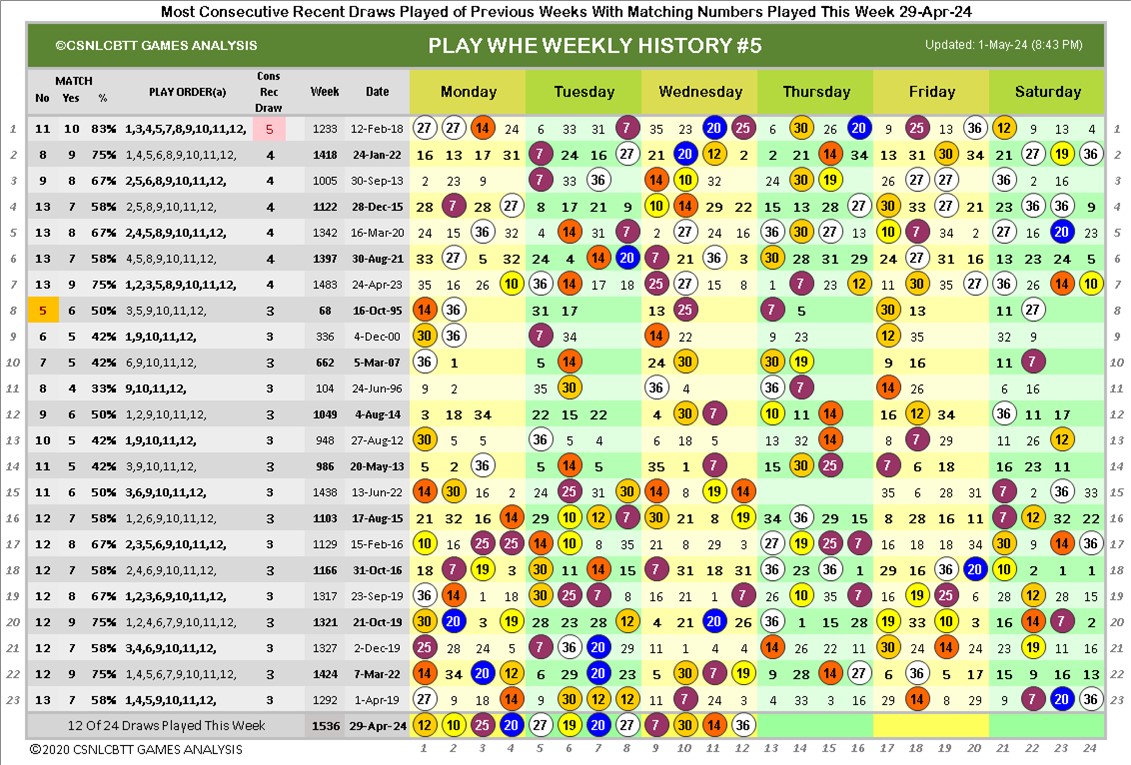 Most Consecutive Recent Draws Played of Previous Weeks With Matching Numbers Played This Week 29-Apr-24
©CSNLCBTT GAMES ANALYSIS PLAY WHE WEEKLY HISTORY #5 Updated: 1-May-24 (8:43 PM)
No MATCH Yes % PLAY ORDER(a) Cons Rec Draw Week Date Monday Tuesday Wednesday Thursday Friday Saturday
1 11 10 83% 1,3,4,5,7,8,9,10,11,12, 5 1233 12-Feb-18 27 27 14 24 6 33 31 7 35 23 20 25 6 30 26 20 9 25 13 36 12 9 13 4 1
2 8 9 75% 1,4,5,6,8,9,10,11,12, 4 1418 24-Jan-22 16 13 17 31 7 24 16 27 21 20 12 2 2 21 14 34 13 31 30 34 21 27 19 36 2
3 9 8 67% 2,5,6,8,9,10,11,12, 4 1005 30-Sep-13 2 23 9 7 33 36 14 10 32 24 30 19 26 27 27 36 2 16 3
4 13 7 58% 2,5,8,9,10,11,12, 4 1122 28-Dec-15 28 7 28 27 8 17 21 9 10 14 29 22 15 13 28 27 30 33 27 21 23 36 36 9 4
5 13 8 67% 2,4,5,8,9,10,11,12, 4 1342 16-Mar-20 24 15 36 32 4 14 31 7 2 27 24 16 36 30 27 13 10 7 34 2 27 16 20 23 5
6 13 7 58% 4,5,8,9,10,11,12, 4 1397 30-Aug-21 33 27 5 32 24 4 14 20 7 21 36 3 30 28 31 29 24 27 31 16 13 23 24 5 6
7 13 9 75% 1,2,3,5,8,9,10,11,12, 4 1483 24-Apr-23 35 16 26 10 36 14 17 18 25 27 15 8 1 7 23 12 11 30 35 27 36 26 14 10 7
8 5 6 50% 3,5,9,10,11,12, 3 68 16-Oct-95 14 36 31 17 13 25 7 5 30 13 11 27 8
9 6 5 42% 1,9,10,11,12, 3 336 4-Dec-00 30 36 7 34 14 22 9 23 12 35 32 9 9
10 7 5 42% 6,9,10,11,12, 3 662 5-Mar-07 36 1 5 14 24 30 30 19 9 16 11 7 10
11 8 4 33% 9,10,11,12, 3 104 24-Jun-96 9 2 35 30 36 4 36 7 14 26 6 16 11
12 9 6 50% 1,2,9,10,11,12, 3 1049 4-Aug-14 3 18 34 22 15 22 4 30 7 10 11 14 16 12 34 36 11 17 12
13 10 5 42% 1,9,10,11,12, 3 948 27-Aug-12 30 5 5 36 5 4 6 18 5 13 32 14 8 7 29 11 26 12 13
14 11 5 42% 3,9,10,11,12, 3 986 20-May-13 5 2 36 5 14 5 35 1 7 15 30 25 7 6 18 16 23 11 14
15 11 6 50% 3,6,9,10,11,12, 3 1438 13-Jun-22 14 30 16 2 24 25 31 30 14 8 19 12 35 6 28 31 7 2 36 33 15
16 12 7 58% 1,2,6,9,10,11,12, 3 1103 17-Aug-15 21 32 16 14 29 10 12 7 30 21 8 19 34 36 29 15 8 28 16 11 7 12 32 22 16
17 12 8 67% 2,3,5,6,9,10,11,12, 3 1129 15-Feb-16 10 16 25 25 14 10 8 35 21 8 29 3 27 19 25 7 16 18 18 34 30 9 14 36 17
18 12 7 58% 2,4,6,9,10,11,12, 3 1166 31-Oct-16 18 7 19 3 30 11 14 15 7 31 18 31 36 23 36 1 29 16 36 20 10 2 1 1 18
19 12 8 67% 1,2,3,6,9,10,11,12, 3 1317 23-Sep-19 36 14 1 18 30 25 7 8 16 21 1 7 26 10 35 7 16 19 25 6 28 12 28 15 19
20 12 9 75% 1,2,4,6,7,9,10,11,12, 3 1321 21-Oct-19 30 20 3 19 28 23 28 12 4 21 20 26 36 1 15 28 19 33 10 3 16 14 7 2 20
21 12 7 58% 3,4,6,9,10,11,12, 3 1327 2-Dec-19 25 21 28 24 7 36 20 29 11 1 4 4 14 26 22 11 30 24 14 24 23 19 11 16 21
22 12 9 75% 1,4,5,6,7,9,10,11,12, 3 1424 7-Mar-22 14 34 20 12 6 29 20 23 5 30 7 19 9 28 14 27 6 36 6 5 15 9 16 13 22
23 13 7 58% 1,4,5,9,10,11,12, 3 1292 1-Apr-19 27 9 18 14 6 30 12 12 11 7 24 3 4 33 3 16 29 14 8 29 9 7 20 36 23
12 Of 24 Draws Played This Week 1536 29-Apr-24 12 10 25 20 27 19 20 27 7 30 14 36
©2020 CSNLCBTT GAMES ANALYSIS 1 2 3 4 5 6 7 8 9 10 11 12 13 14 15 16 17 18 19 20 21 22 23 24